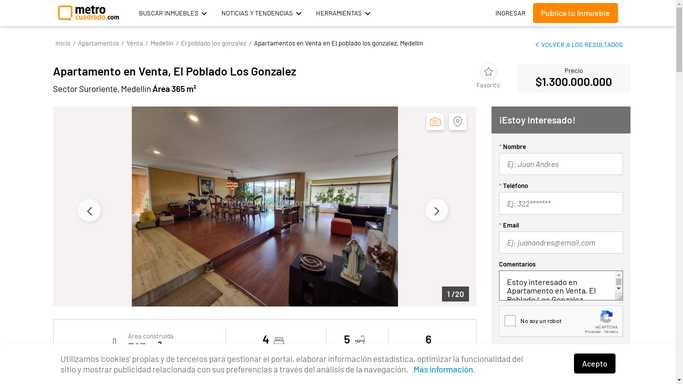 metro
cuadrado.com
BUSCAR INMUEBLES
NOTICIAS Y TENDENCIAS
HERRAMIENTAS
INGRESAR
Publica tu inmueble
Inicio / Apartamentos / Venta / Medellín / El poblado los gonzalez / Apartamentos en Venta en El poblado los gonzalez, Medellín
VOLVER A LOS RESULTADOS
Apartamento en Venta, El Poblado Los Gonzalez
Sector Suroriente, Medellín Área 365 m²
Favorito
Precio
$1.300.000.000
1 / 20
¡Estoy Interesado!
* Nombre
Ej: Juan Andres
* Teléfono
Ej: 322*******
* Email
Ej: juanandres@email.com
Comentarios
Estoy interesado en
Apartamento en Venta, El
Poblado Los Gonzalez
No soy un robot
reCAPTCHA
Privacidad - Términos
Área construida
4
5
6
Utilizamos 'cookies' propias y de terceros para gestionar el portal, elaborar información estadística, optimizar la funcionalidad del
sitio y mostrar publicidad relacionada con sus preferencias a través del análisis de la navegación. Más información.
Acepto